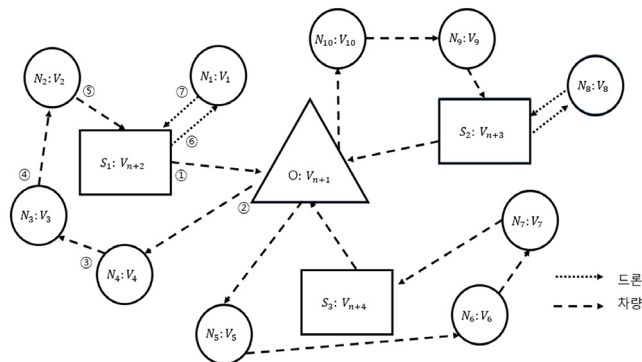 N₁₀: V₁₀
N₉: V₉
N₂: V₂
⑤
⑦
N₁: V₁
N₈: V₈
S₁: Vₙ₊₂
⑥
S₂: Vₙ₊₃
①
O: Vₙ₊₁
④
②
N₃: V₃
③
N₄: V₄
N₇: V₇
S₃: Vₙ₊₄
N₅: V₅
N₆: V₆
드론
차량